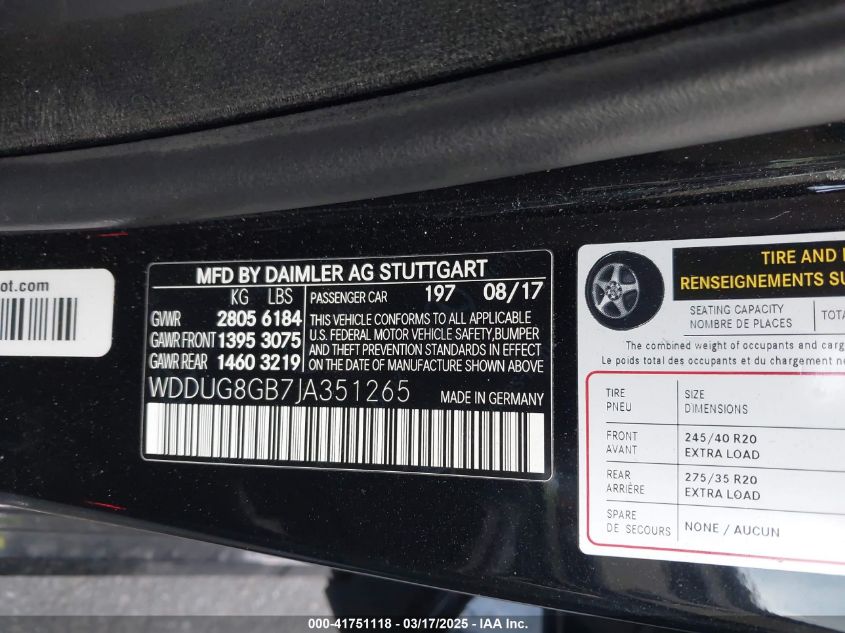 ot.com
MFD BY DAIMLER AG STUTTGART
KG LBS
GVWR 2805 6184
GAWR FRONT 1395 3075
GAWR REAR 1460 3219
PASSENGER CAR 197 08/17
THIS VEHICLE CONFORMS TO ALL APPLICABLE
U.S. FEDERAL MOTOR VEHICLE SAFETY, BUMPER
AND THEFT PREVENTION STANDARDS IN EFFECT
ON THE DATE OF MANUFACTURE SHOWN ABOVE
WDDUG8GB7JA351265
MADE IN GERMANY
TIRE AND
RENSEIGNEMENTS SU
SEATING CAPACITY
NOMBRE DE PLACES
TOTA
The combined weight of occupants and carg
Le poids total des occupants et du chargement ne
TIRE
PNEU
SIZE
DIMENSIONS
FRONT
AVANT
245/40 R20
EXTRA LOAD
REAR
ARRIÈRE
275/35 R20
EXTRA LOAD
SPARE
DE SECOURS
NONE / AUCUN
000-41751118 - 03/17/2025 - IAA Inc.